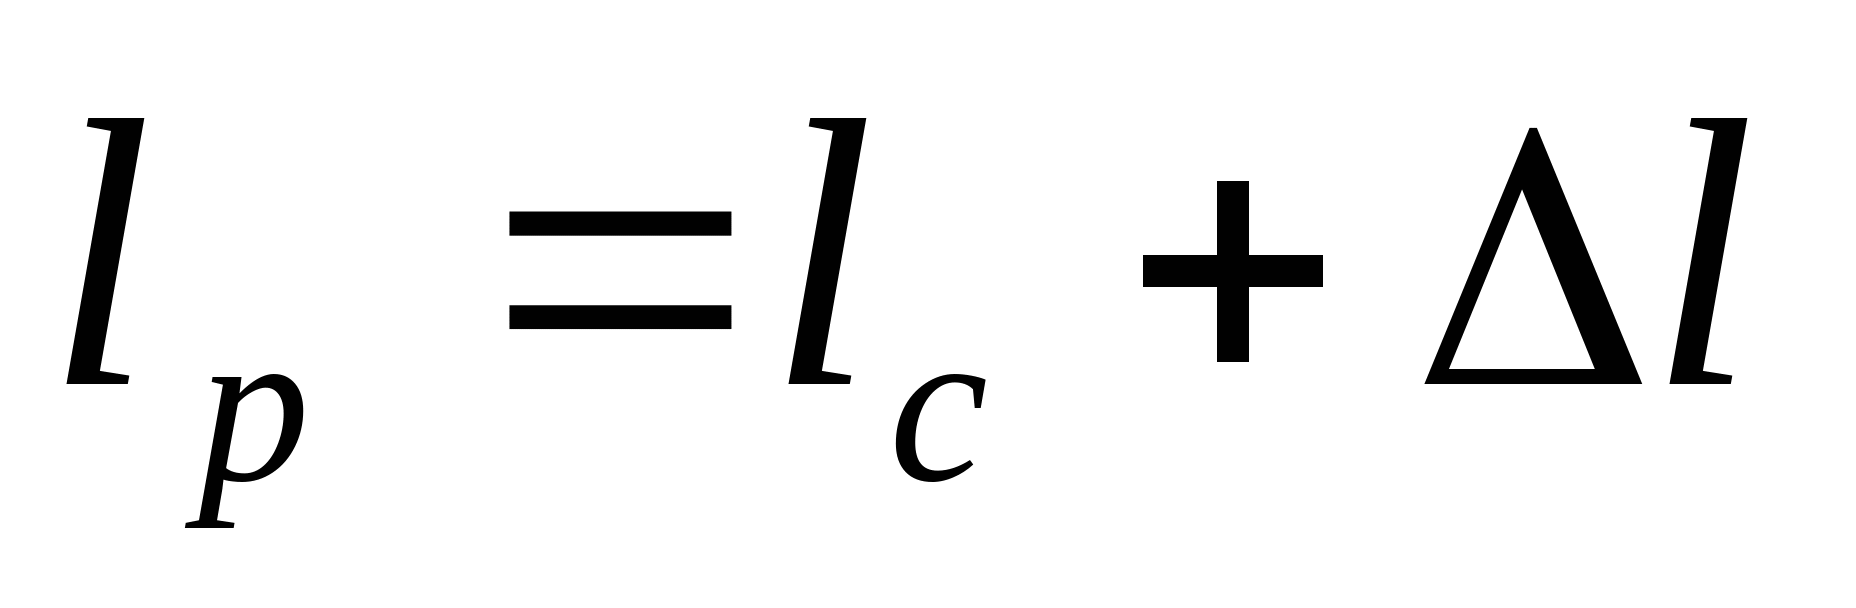 l_p = l_c + Δl